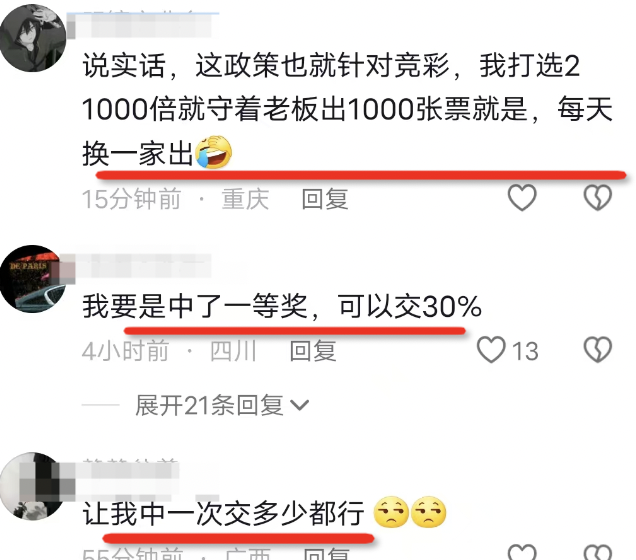 说实话，这政策也就针对竞彩，我打选2
1000倍就守着老板出1000张票就是，每天
换一家出🤣
15分钟前 · 重庆 回复
DE PARIS
我要是中了一等奖，可以交30%
4小时前 · 四川 回复 13
展开21条回复
让我中一次交多少都行 😒😒
55分钟前 · 广西 回复